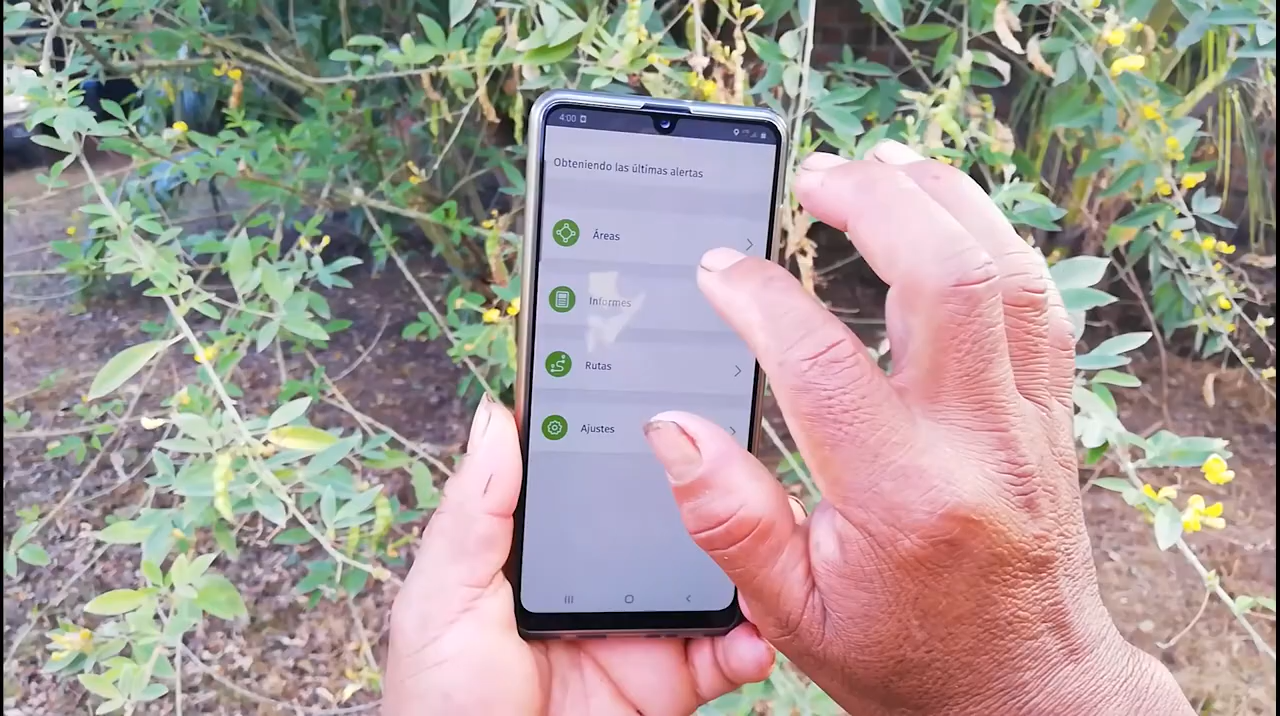 4:00
Obteniendo las últimas alertas
Áreas
Informes
Rutas
Ajustes